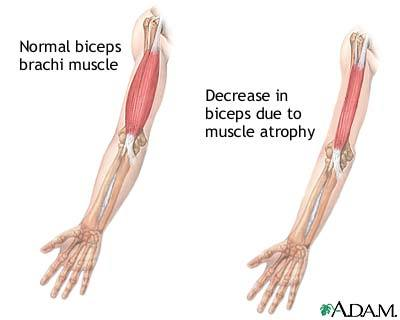 Normal biceps
brachi muscle
Decrease in
biceps due to
muscle atrophy
A.D.A.M.